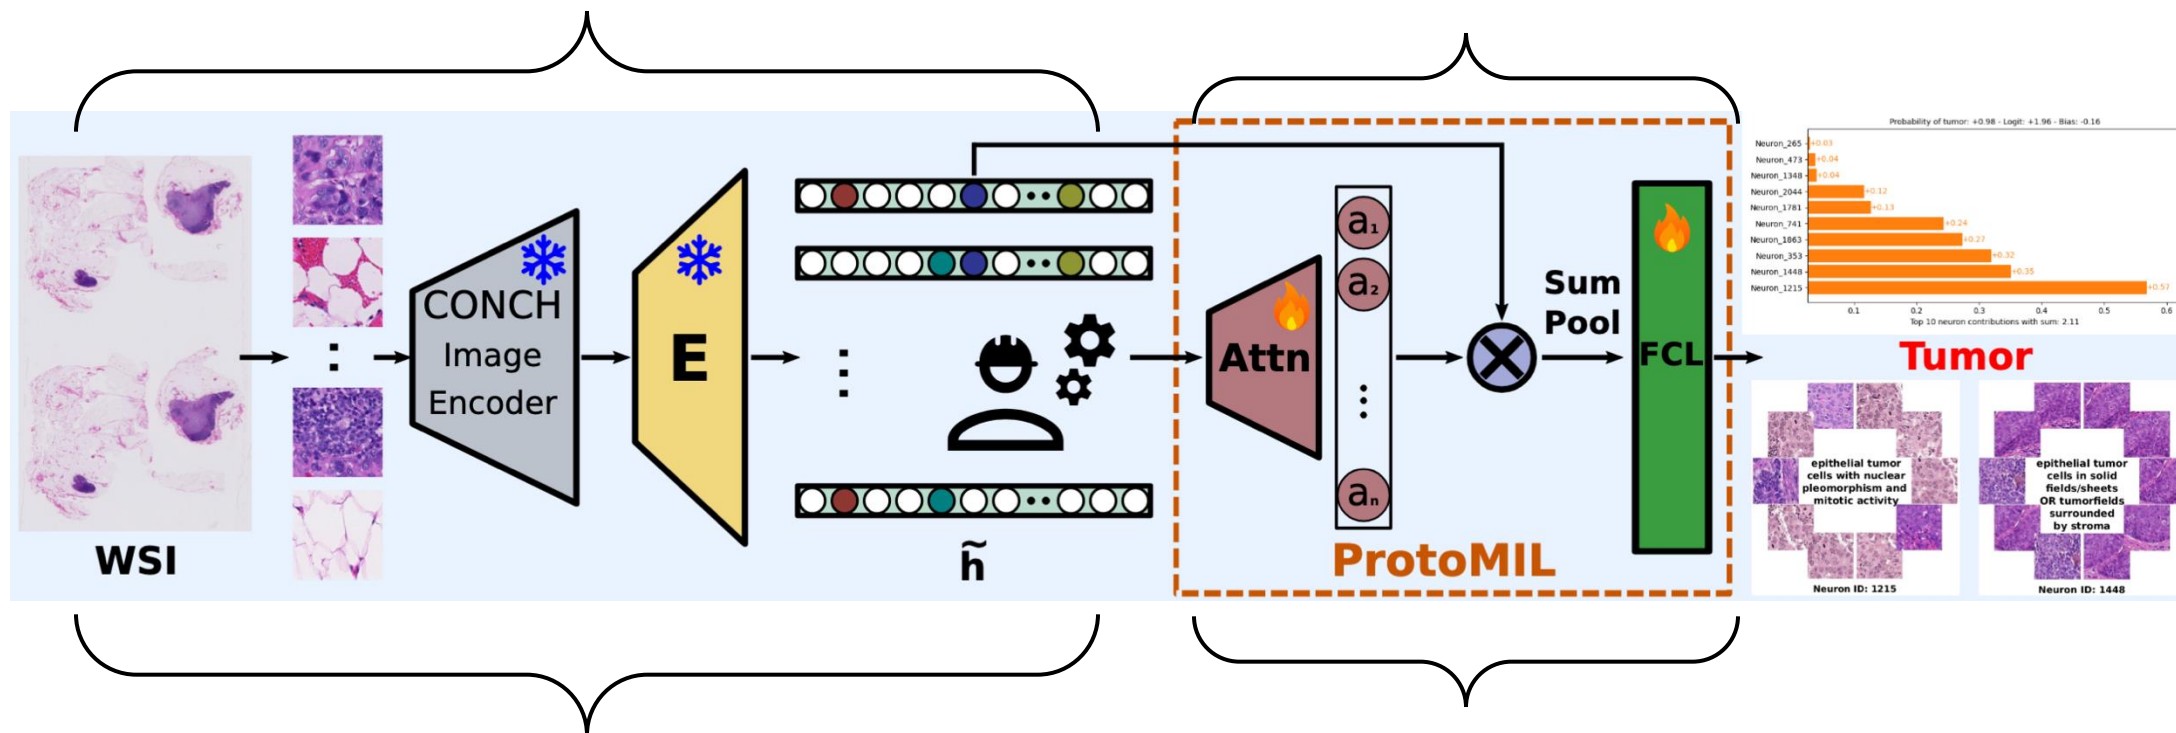 WSI
CONCH
Image
Encoder
E
h̃
Attn
a₁
a₂
aₙ
ProtoMIL
Sum
Pool
FCL
Probability of tumor: +0.98 - Logit: +1.96 - Bias: -0.16
Neuron_265 +0.03
Neuron_473 +0.04
Neuron_1348 +0.04
Neuron_2044 +0.12
Neuron_1781 +0.13
Neuron_741 +0.24
Neuron_1863 +0.27
Neuron_353 +0.32
Neuron_1448 +0.35
Neuron_1215 +0.57
0.1 0.2 0.3 0.4 0.5 0.6
Top 10 neuron contributions with sum: 2.11
Tumor
epithelial tumor
cells with nuclear
pleomorphism and
mitotic activity
Neuron ID: 1215
epithelial tumor
cells in solid
fields/sheets
OR tumorfields
surrounded
by stroma
Neuron ID: 1448